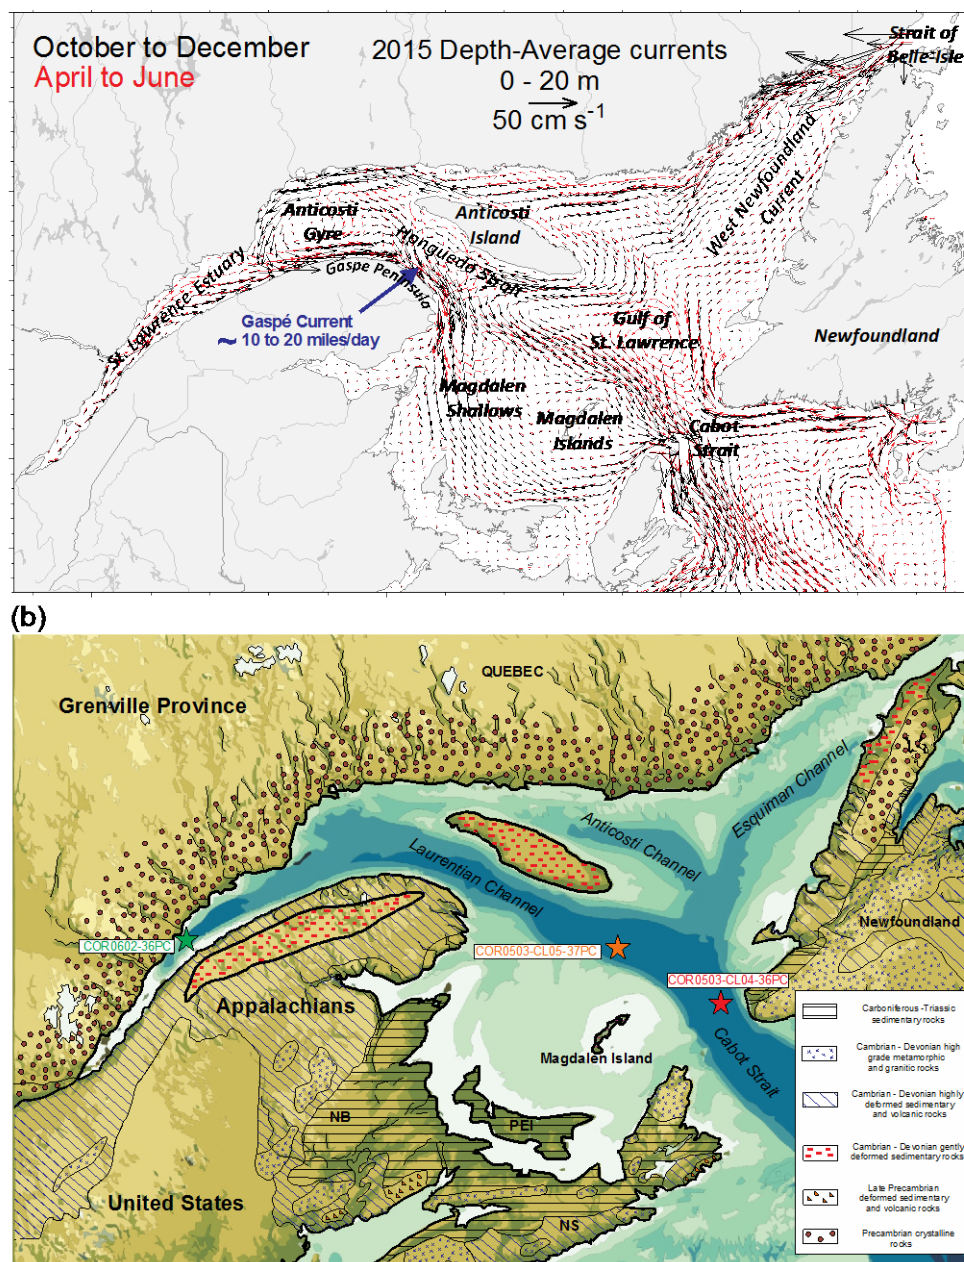 October to December
April to June
2015 Depth-Average currents
0 - 20 m
50 cm s-1
Strait of
Belle-Isle
West Newfoundland
Current
Anticosti
Gyre
Anticosti
Island
Honguedo Strait
Gaspe Peninsula
St. Lawrence Estuary
Gaspé Current
~ 10 to 20 miles/day
Gulf of
St. Lawrence
Newfoundland
Magdalen
Shallows
Magdalen
Islands
Cabot
Strait
(b)
QUEBEC
Grenville Province
Esquiman Channel
Anticosti Channel
Laurentian Channel
COR0602-36PC
COR0503-CL05-37PC
COR0503-CL04-36PC
Newfoundland
Appalachians
Magdalen Island
Cabot Strait
NB
PEI
United States
NS
Carboniferous -Triassic
sedimentary rocks
Cambrian - Devonian high
grade metamorphic
and granitic rocks
Cambrian - Devonian highly
deformed sedimentary
and volcanic rocks
Cambrian - Devonian gently
deformed sedimentary rocks
Late Precambrian
deformed sedimentary
and volcanic rocks
Precambrian crystalline
rocks